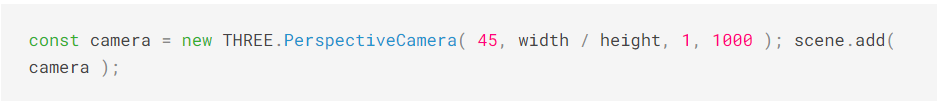 const camera = new THREE.PerspectiveCamera( 45, width / height, 1, 1000 ); scene.add(
camera );